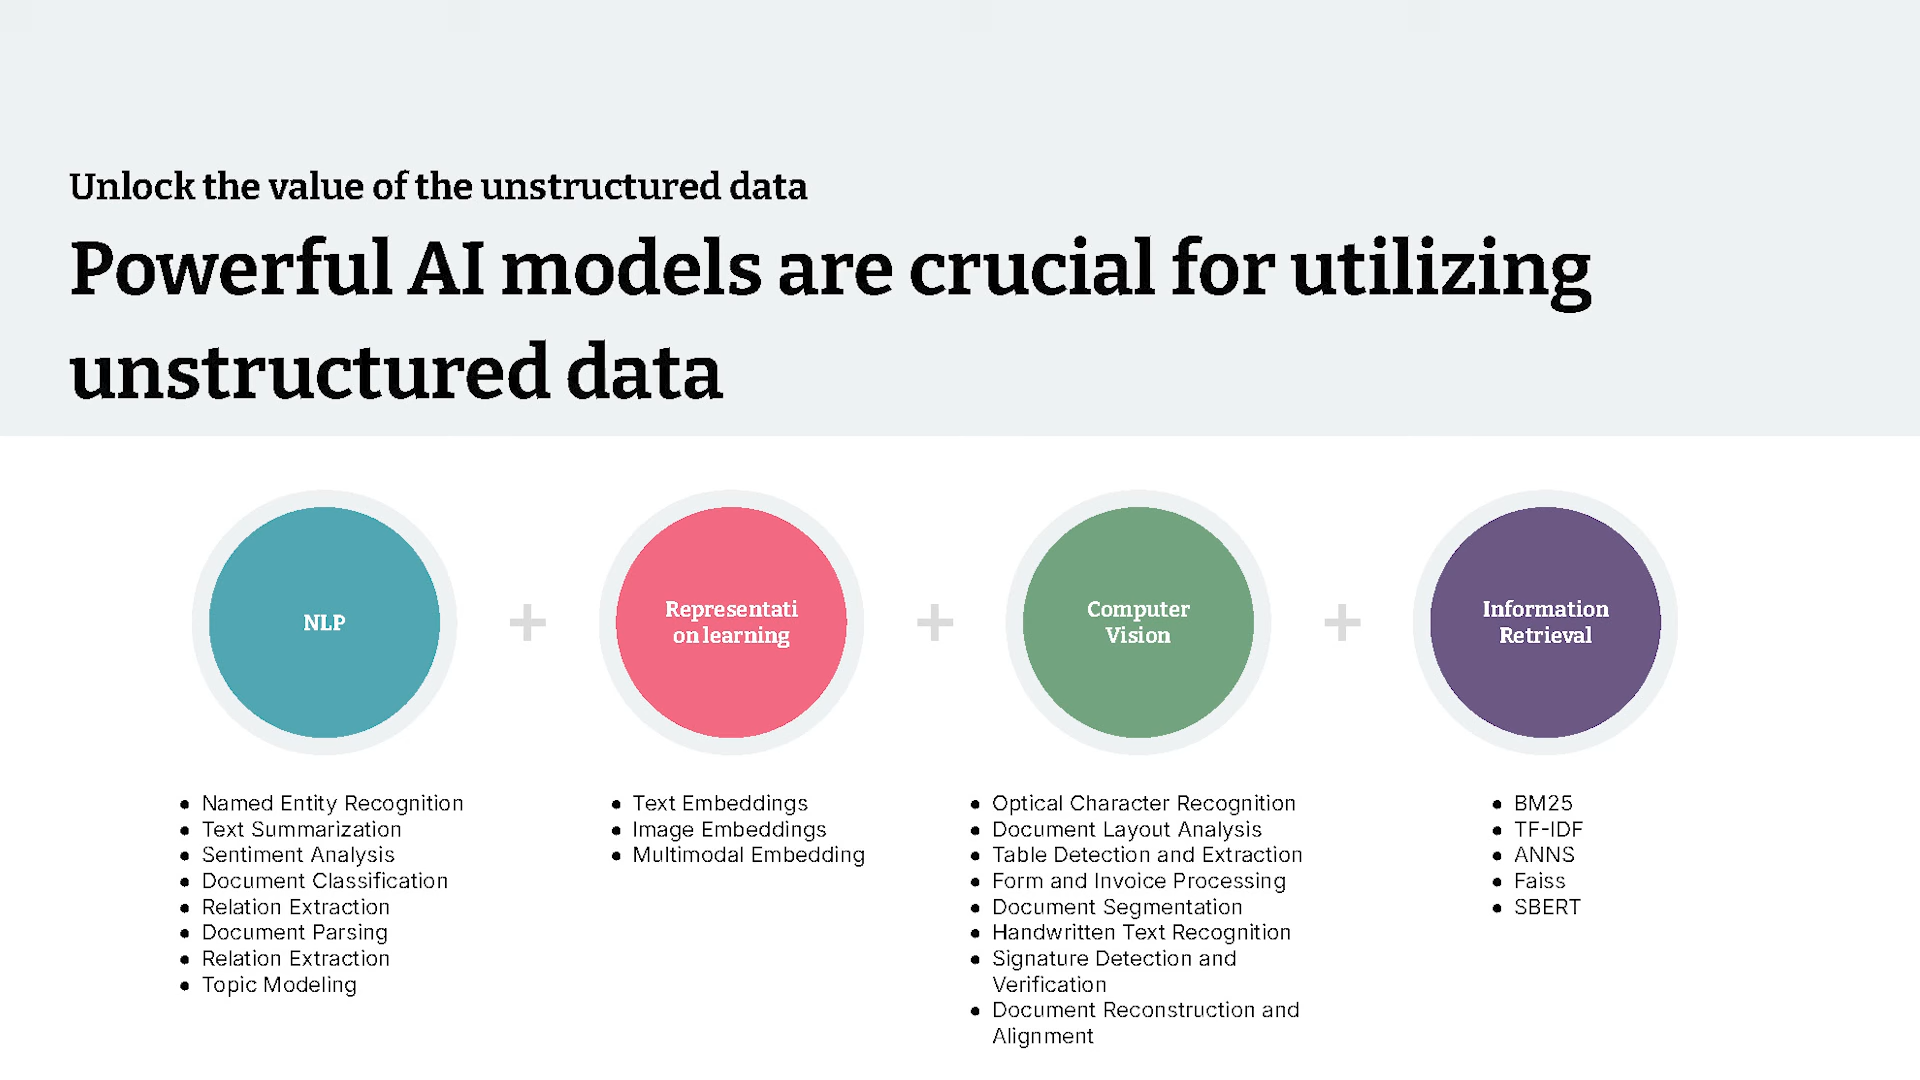 Unlock the value of the unstructured data
Powerful AI models are crucial for utilizing
unstructured data
NLP
Representati
on learning
Computer
Vision
Information
Retrieval
Named Entity Recognition
Text Summarization
Sentiment Analysis
Document Classification
Relation Extraction
Document Parsing
Relation Extraction
Topic Modeling
Text Embeddings
Image Embeddings
Multimodal Embedding
Optical Character Recognition
Document Layout Analysis
Table Detection and Extraction
Form and Invoice Processing
Document Segmentation
Handwritten Text Recognition
Signature Detection and
Verification
Document Reconstruction and
Alignment
BM25
TF-IDF
ANNS
Faiss
SBERT